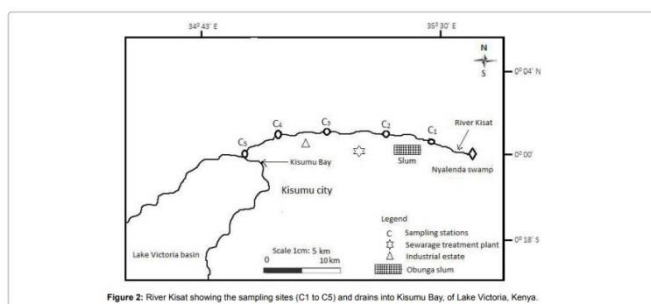 34⁰ 43' E
35⁰ 30' E
N
S
0⁰ 04' N
C5
C4
C3
C2
C1
River Kisat
0⁰ 00'
Kisumu Bay
Slum
Nyalenda swamp
Kisumu city
Legend
C Sampling stations
Sewarage treatment plant
Industrial estate
Obunga slum
0⁰ 18' S
Lake Victoria basin
Scale 1cm: 5 km
0 10km
Figure 2: River Kisat showing the sampling sites (C1 to C5) and drains into Kisumu Bay, of Lake Victoria, Kenya.